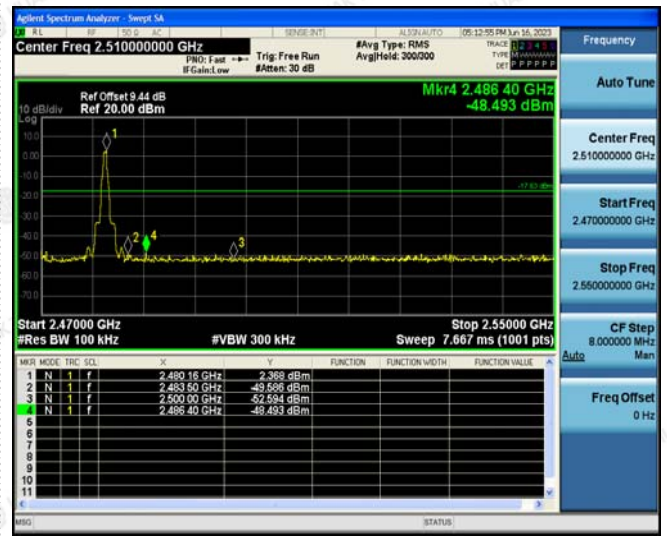 Agilent Spectrum Analyzer - Swept SA
RL RF 50 Ω AC SENSE:INT ALIGN AUTO 05:12:55 PM Jun 16, 2023
Center Freq 2.510000000 GHz
PNO: Fast Trig: Free Run
IFGain:Low #Atten: 30 dB
#Avg Type: RMS
Avg|Hold: 300/300
TRACE 1 2 3 4 5 6
TYPE M
DET P P P P P P
Frequency
Auto Tune
Center Freq
2.510000000 GHz
Start Freq
2.470000000 GHz
Stop Freq
2.550000000 GHz
CF Step
8.000000 MHz
Auto Man
Freq Offset
0 Hz
Mkr4 2.486 40 GHz
-48.493 dBm
Ref Offset 9.44 dB
10 dB/div Ref 20.00 dBm
Log
10.0
0.00
-10.0
-20.0
-30.0
-40.0
-50.0
-60.0
-70.0
1
2
4
3
-17.63 dBm
Start 2.47000 GHz Stop 2.55000 GHz
#Res BW 100 kHz #VBW 300 kHz Sweep 7.667 ms (1001 pts)
MKR MODE TRC SCL X Y FUNCTION FUNCTION WIDTH FUNCTION VALUE
1 N 1 f 2.480 16 GHz 2.368 dBm
2 N 1 f 2.483 50 GHz -49.586 dBm
3 N 1 f 2.500 00 GHz -52.594 dBm
4 N 1 f 2.486 40 GHz -48.493 dBm
5
6
7
8
9
10
11
MSG STATUS